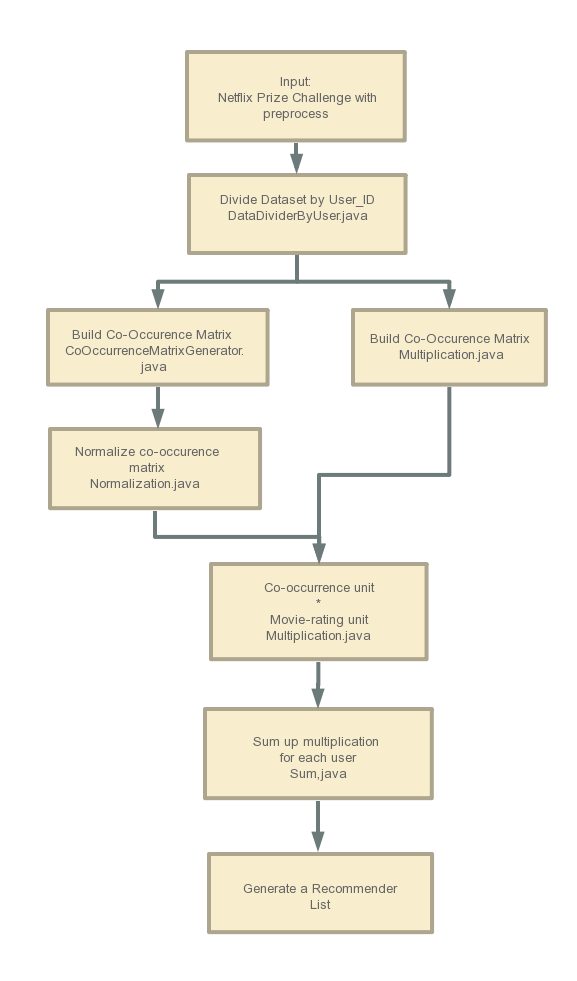 Input:
Netflix Prize Challenge with
preprocess
Divide Dataset by User_ID
DataDividerByUser.java
Build Co-Occurence Matrix
CoOccurrenceMatrixGenerator.
java
Build Co-Occurence Matrix
Multiplication.java
Normalize co-occurence
matrix
Normalization.java
Co-occurrence unit
*
Movie-rating unit
Multiplication.java
Sum up multiplication
for each user
Sum,java
Generate a Recommender
List